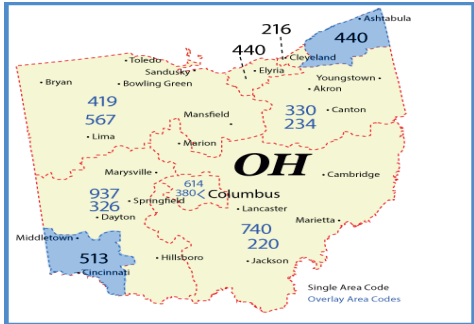 Ashtabula
216
440
440
Cleveland
Toledo
Sandusky
Elyria
Bryan
Bowling Green
Youngstown
Akron
419
567
Mansfield
330
234
Canton
Lima
Marion
OH
Marysville
Cambridge
614
380
Columbus
937
326
Springfield
Lancaster
Dayton
Marietta
740
220
Middletown
513
Hillsboro
Jackson
Cincinnati
Single Area Code
Overlay Area Codes